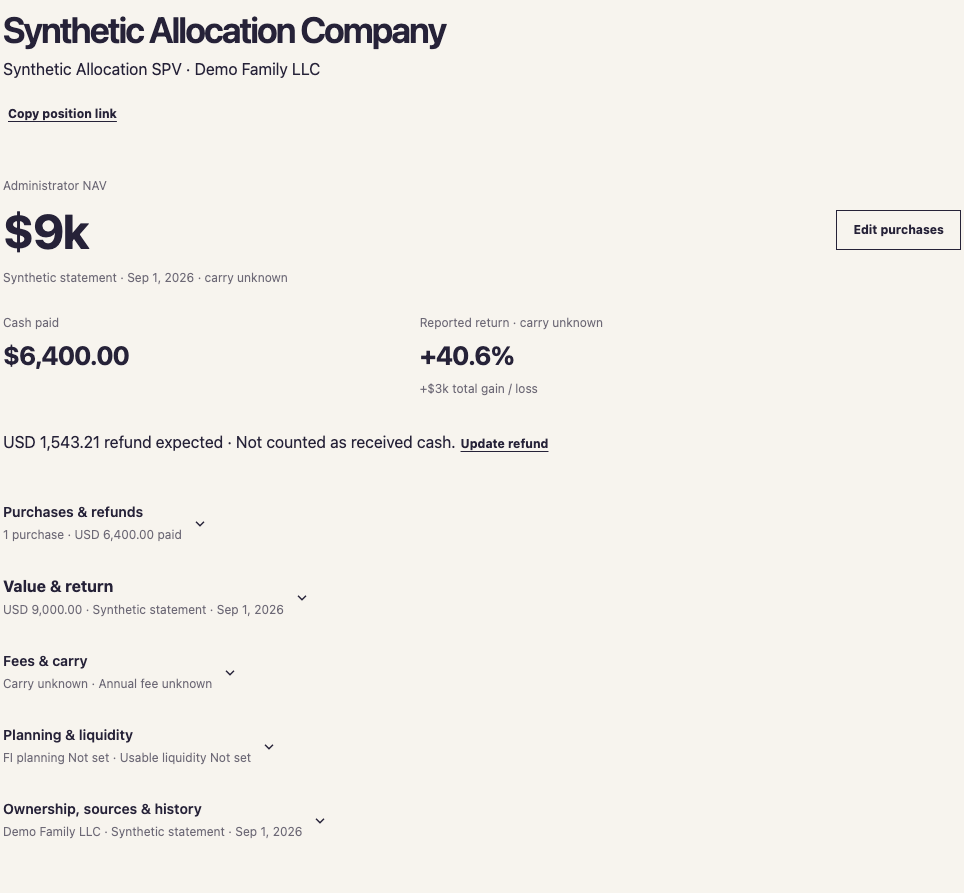 Synthetic Allocation Company
Synthetic Allocation SPV · Demo Family LLC
Copy position link
Administrator NAV
$9k
Edit purchases
Synthetic statement · Sep 1, 2026 · carry unknown
Cash paid
Reported return · carry unknown
$6,400.00
+40.6%
+$3k total gain / loss
USD 1,543.21 refund expected · Not counted as received cash. Update refund
Purchases & refunds
1 purchase · USD 6,400.00 paid
Value & return
USD 9,000.00 · Synthetic statement · Sep 1, 2026
Fees & carry
Carry unknown · Annual fee unknown
Planning & liquidity
FI planning Not set · Usable liquidity Not set
Ownership, sources & history
Demo Family LLC · Synthetic statement · Sep 1, 2026